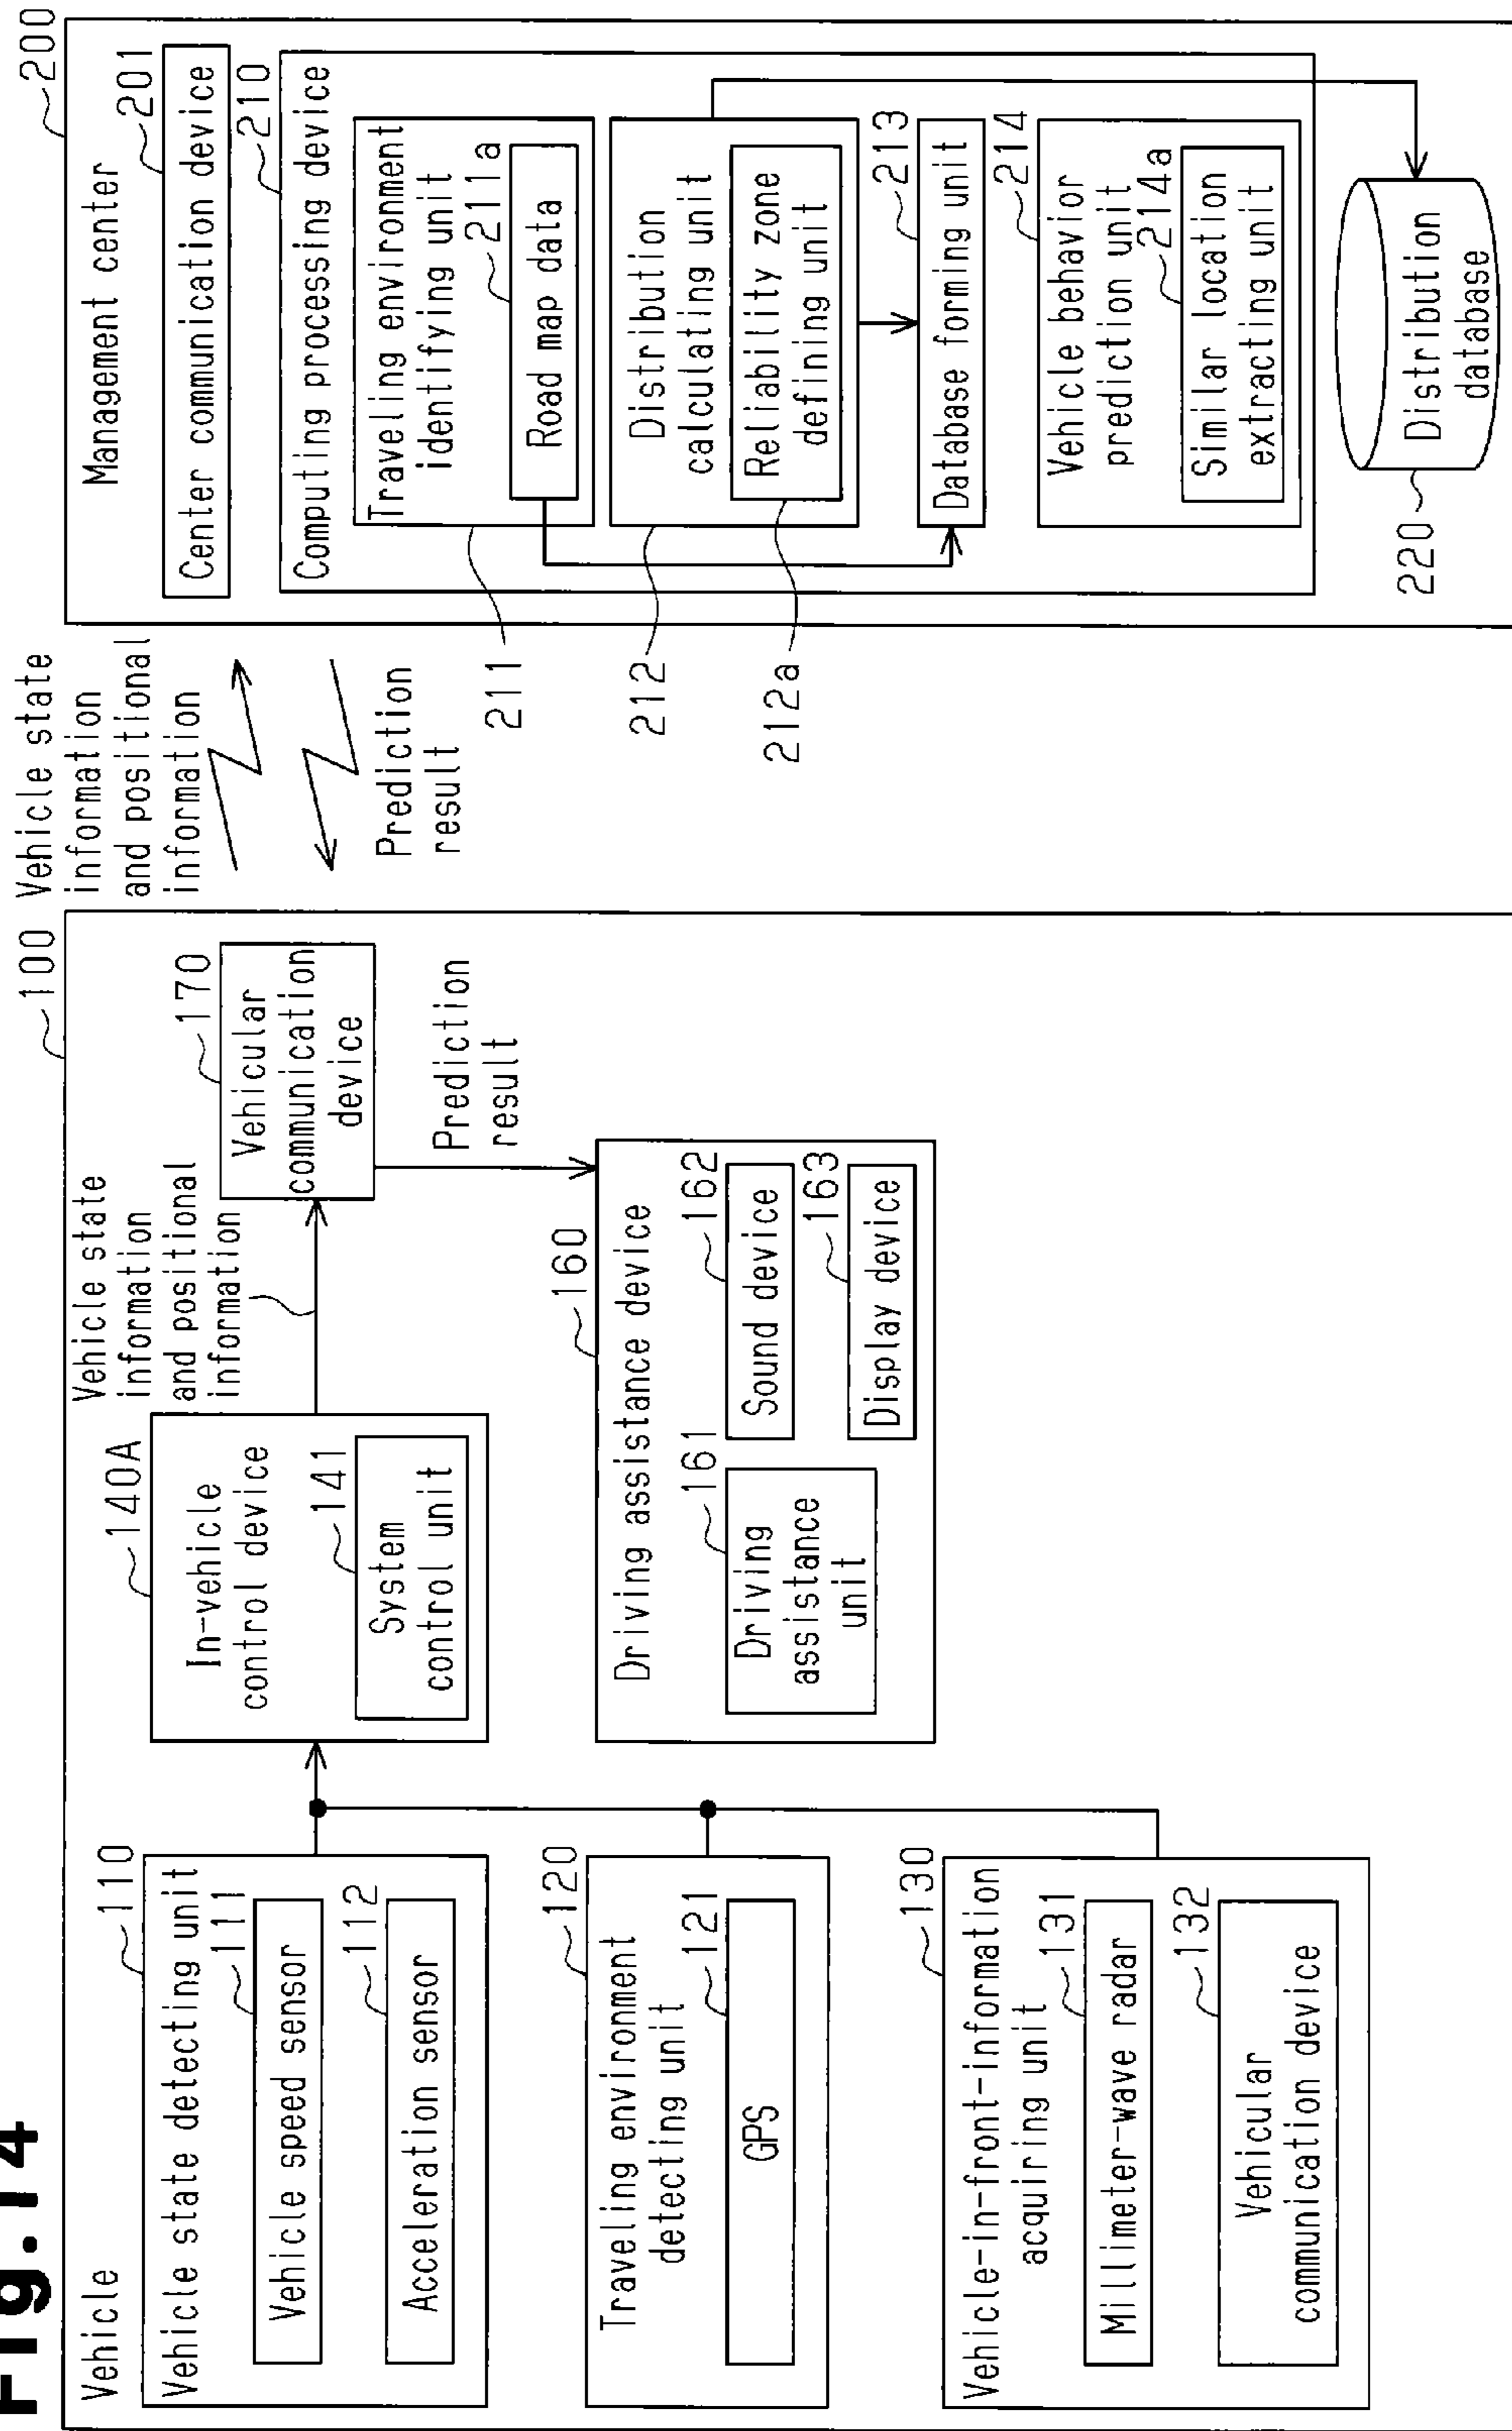 Fig.14
100
Vehicle
110
Vehicle state detecting unit
111
Vehicle speed sensor
112
Acceleration sensor
120
Traveling environment
detecting unit
121
GPS
130
Vehicle-in-front-information
acquiring unit
131
Millimeter-wave radar
132
Vehicular
communication device
140A
In-vehicle
control device
141
System
control unit
Vehicle state
information
and positional
information
170
Vehicular
communication
device
Prediction
result
160
Driving assistance device
161
Driving
assistance
unit
162
Sound device
163
Display device
Vehicle state
information
and positional
information
Prediction
result
200
Management center
201
Center communication device
210
Computing processing device
211
Traveling environment
identifying unit
211a
Road map data
212
Distribution
calculating unit
212a
Reliability zone
defining unit
213
Database forming unit
214
Vehicle behavior
prediction unit
214a
Similar location
extracting unit
220
Distribution
database